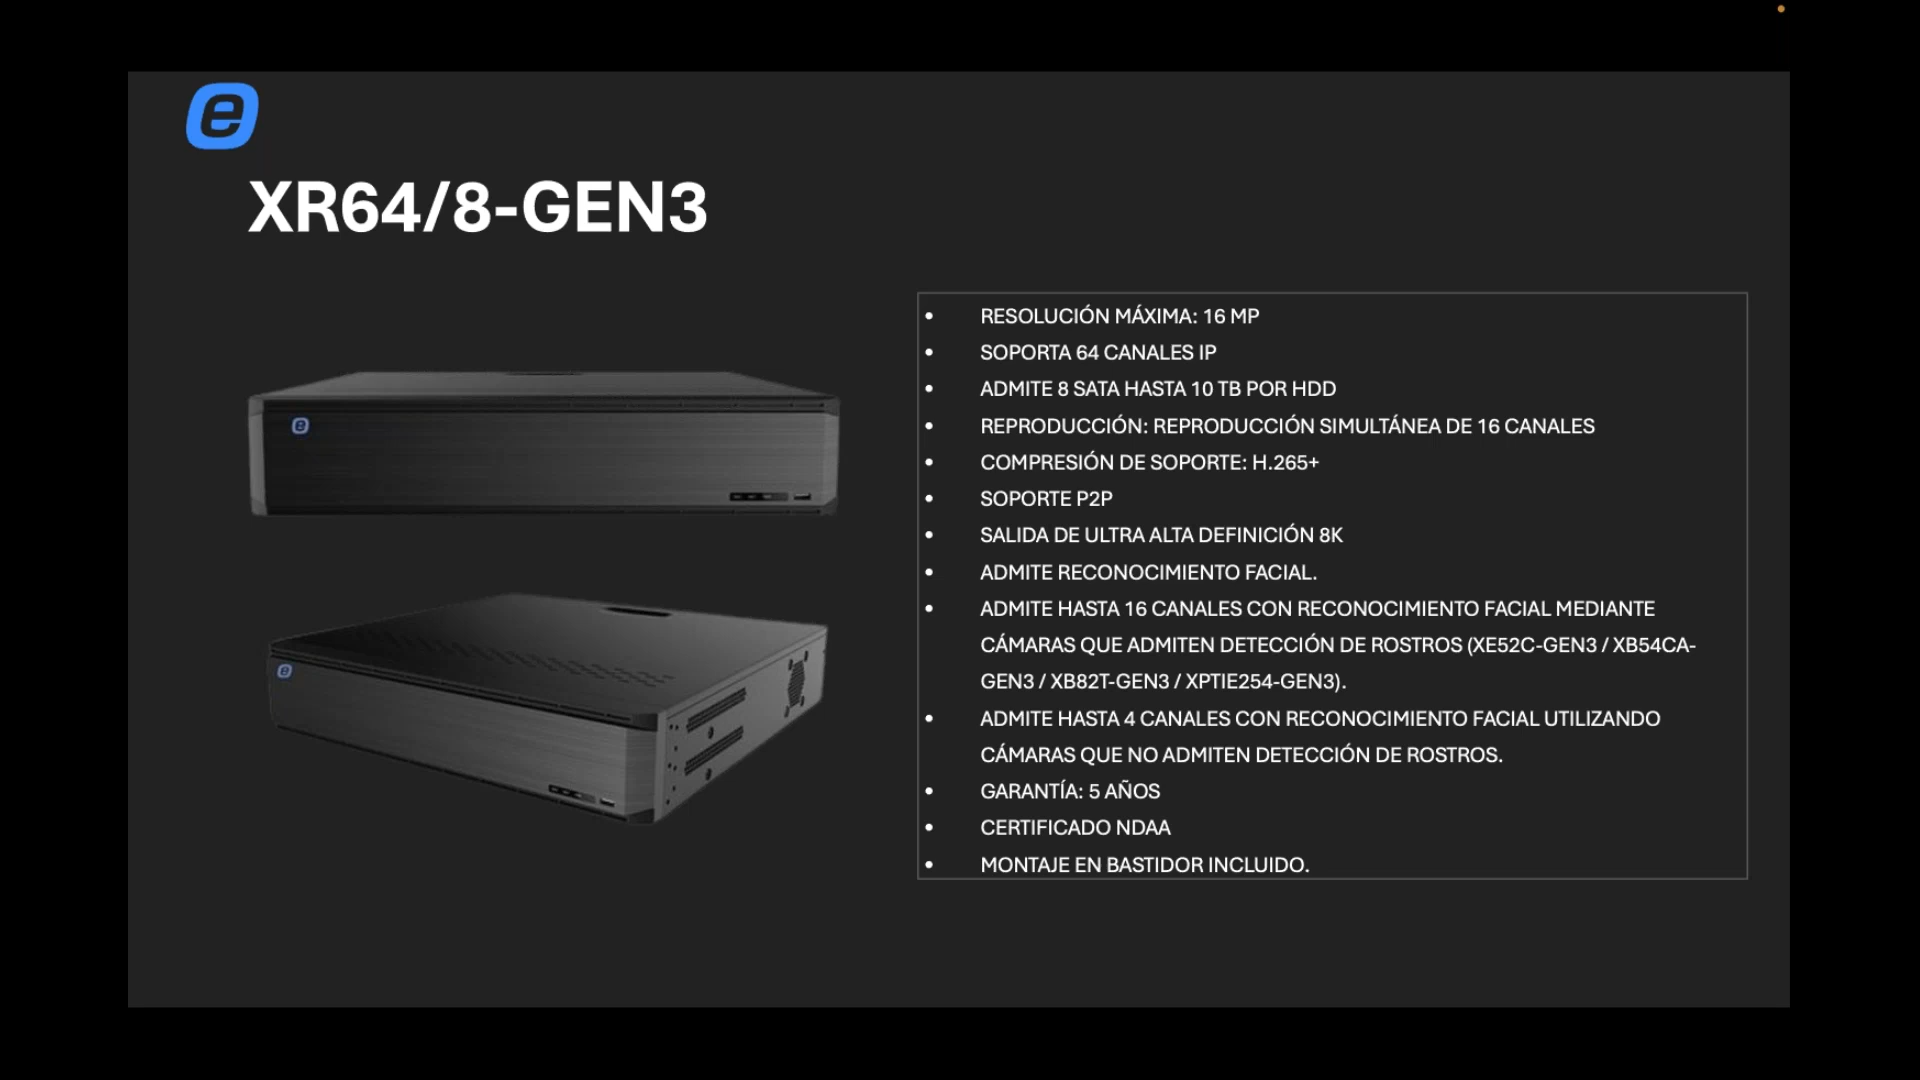 e
XR64/8-GEN3
e
e
• RESOLUCIÓN MÁXIMA: 16 MP
• SOPORTA 64 CANALES IP
• ADMITE 8 SATA HASTA 10 TB POR HDD
• REPRODUCCIÓN: REPRODUCCIÓN SIMULTÁNEA DE 16 CANALES
• COMPRESIÓN DE SOPORTE: H.265+
• SOPORTE P2P
• SALIDA DE ULTRA ALTA DEFINICIÓN 8K
• ADMITE RECONOCIMIENTO FACIAL.
• ADMITE HASTA 16 CANALES CON RECONOCIMIENTO FACIAL MEDIANTE
CÁMARAS QUE ADMITEN DETECCIÓN DE ROSTROS (XE52C-GEN3 / XB54CA-
GEN3 / XB82T-GEN3 / XPTIE254-GEN3).
• ADMITE HASTA 4 CANALES CON RECONOCIMIENTO FACIAL UTILIZANDO
CÁMARAS QUE NO ADMITEN DETECCIÓN DE ROSTROS.
• GARANTÍA: 5 AÑOS
• CERTIFICADO NDAA
• MONTAJE EN BASTIDOR INCLUIDO.